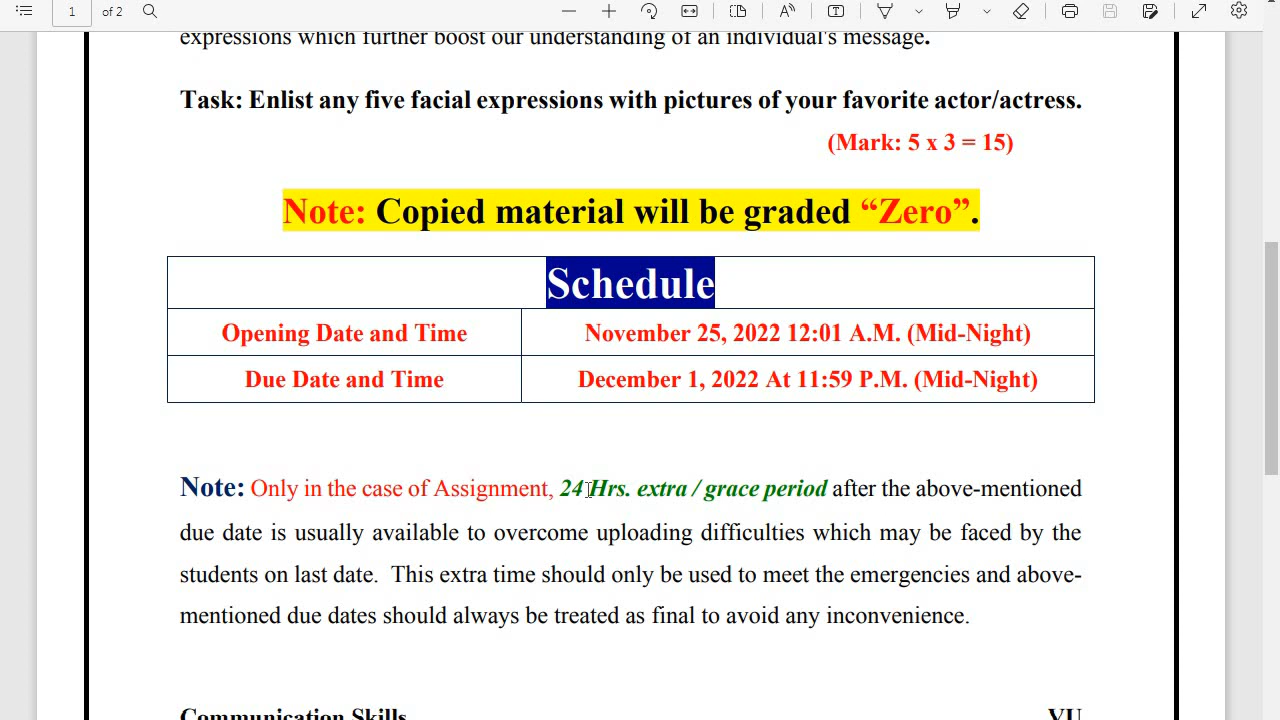 1 of 2
expressions which further boost our understanding of an individual's message.
Task: Enlist any five facial expressions with pictures of your favorite actor/actress.
(Mark: 5 x 3 = 15)
Note: Copied material will be graded “Zero”.
Schedule
Opening Date and Time November 25, 2022 12:01 A.M. (Mid-Night)
Due Date and Time December 1, 2022 At 11:59 P.M. (Mid-Night)
Note: Only in the case of Assignment, 24 Hrs. extra / grace period after the above-mentioned
due date is usually available to overcome uploading difficulties which may be faced by the
students on last date. This extra time should only be used to meet the emergencies and above-
mentioned due dates should always be treated as final to avoid any inconvenience.
Communication Skills VU